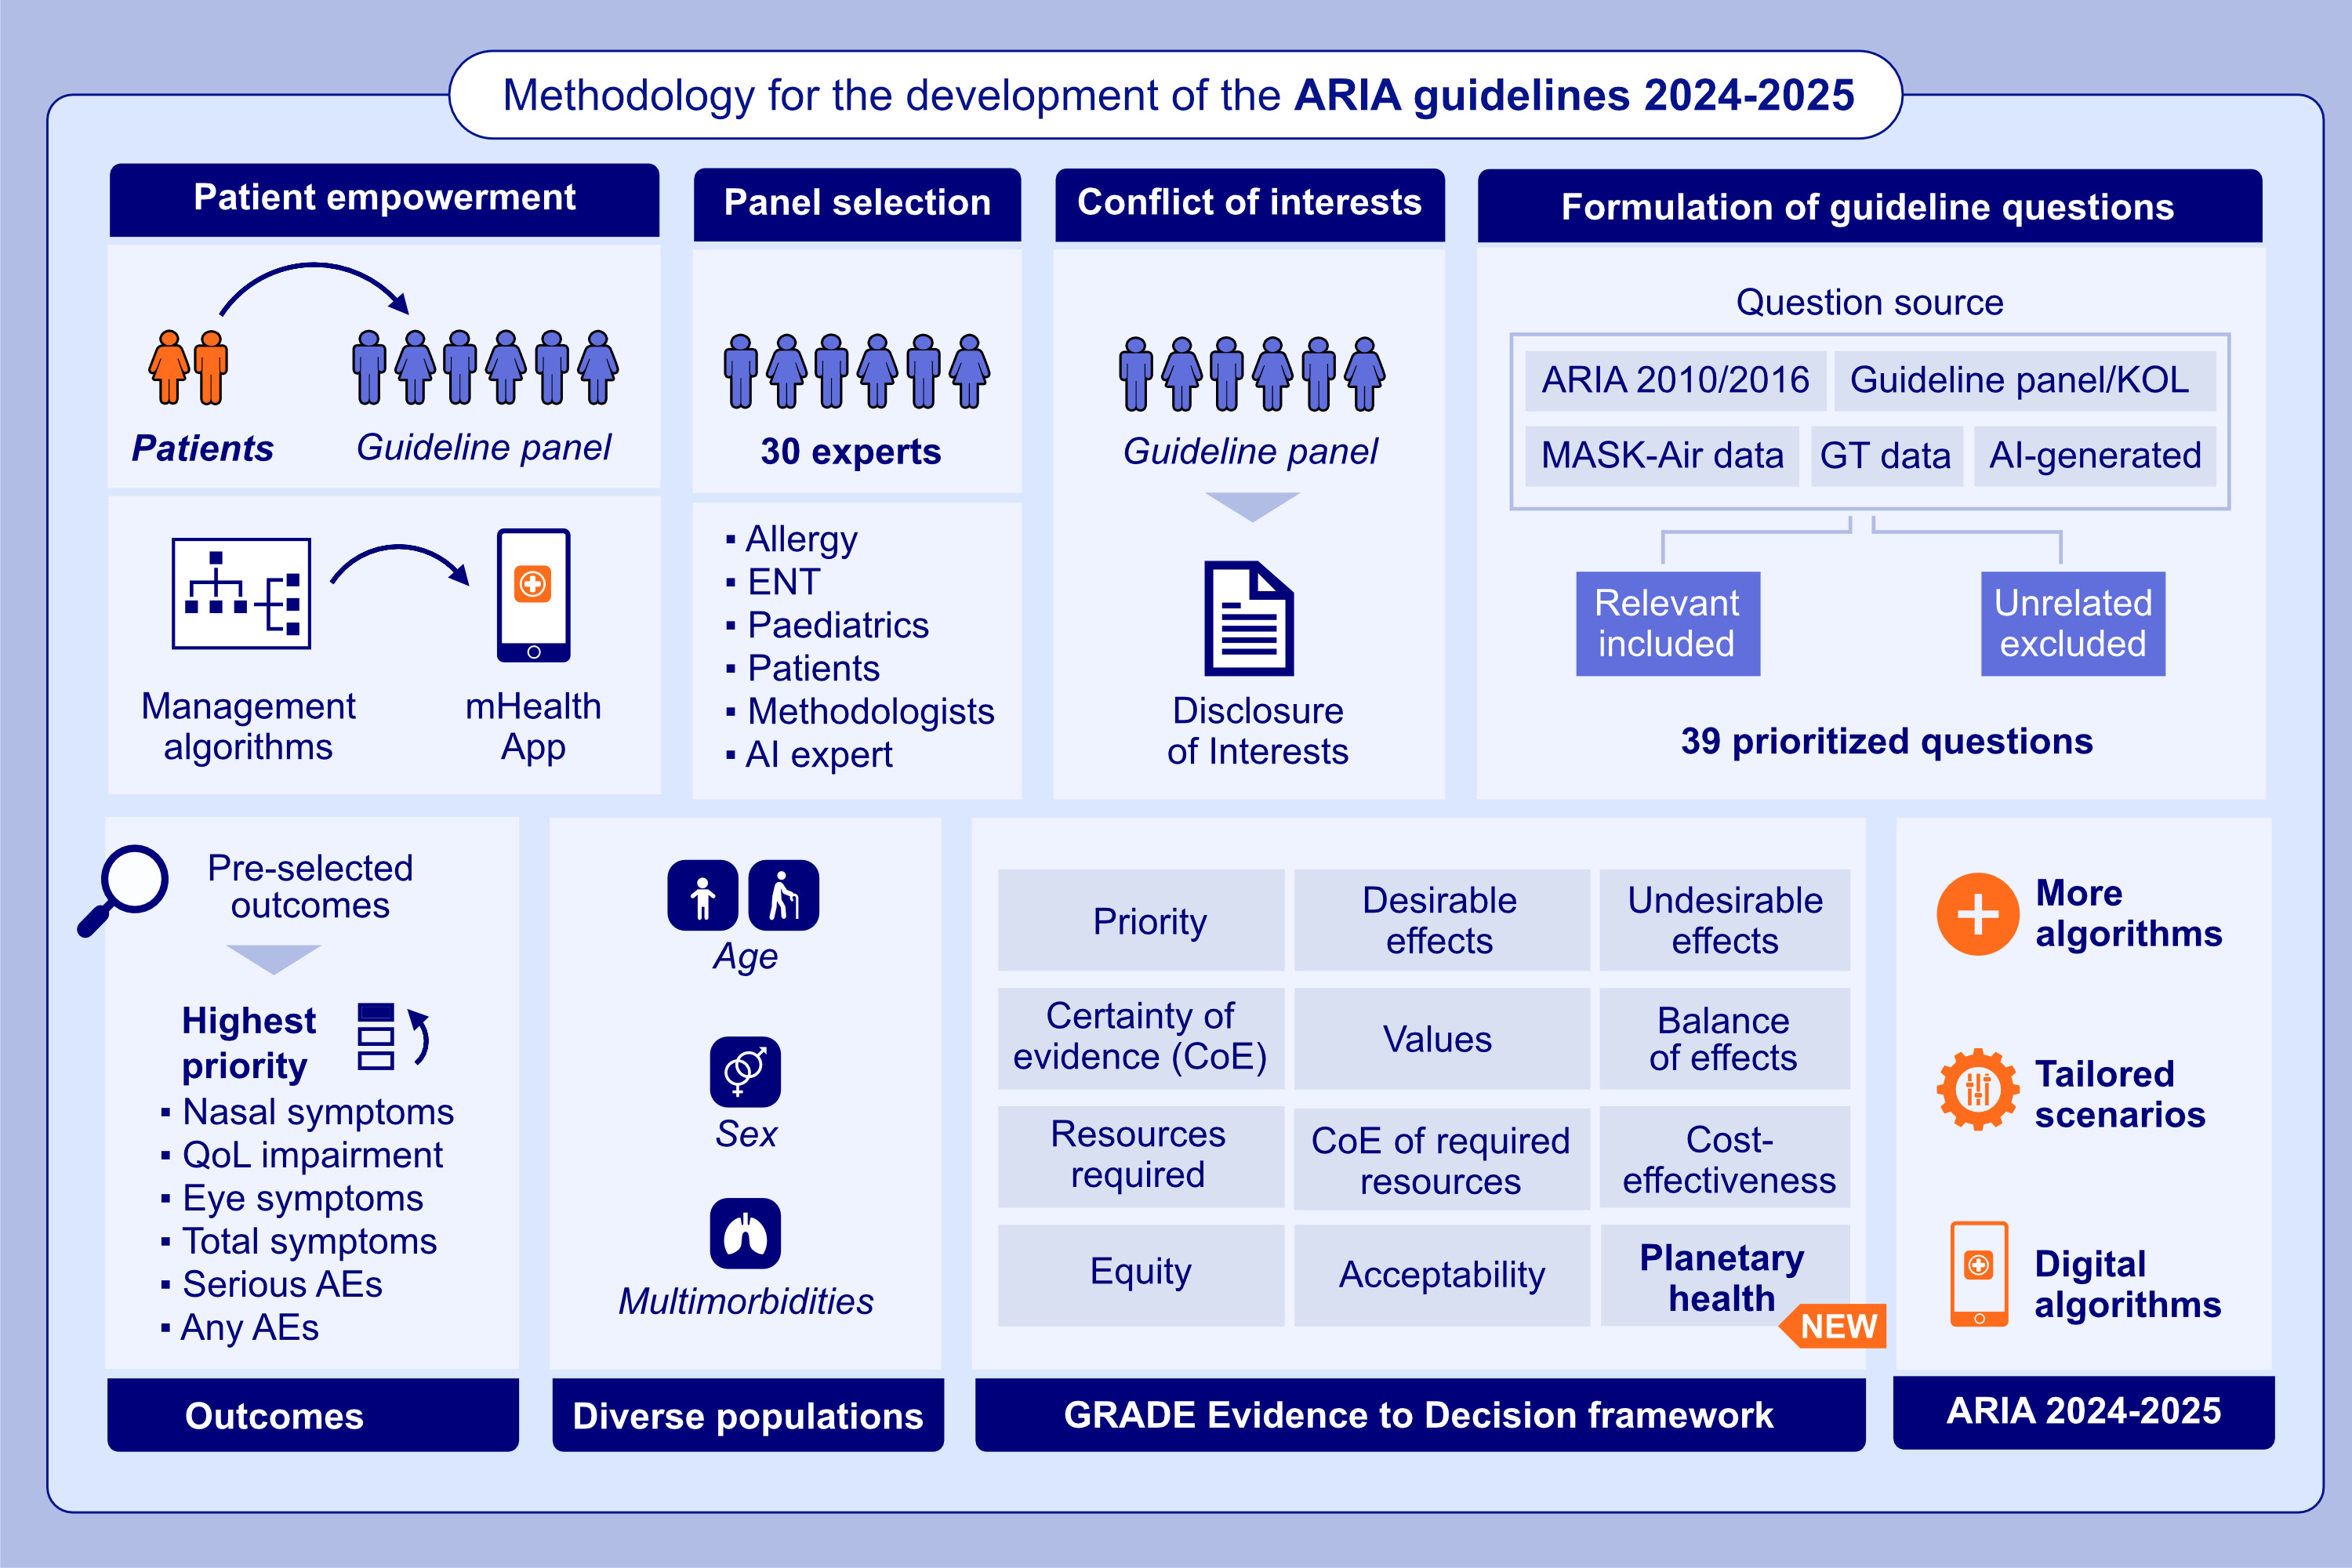 Methodology for the development of the ARIA guidelines 2024-2025
Patient empowerment
Patients
Guideline panel
Management
algorithms
mHealth
App
Panel selection
30 experts
▪ Allergy
▪ ENT
▪ Paediatrics
▪ Patients
▪ Methodologists
▪ AI expert
Conflict of interests
Guideline panel
Disclosure
of Interests
Formulation of guideline questions
Question source
ARIA 2010/2016
Guideline panel/KOL
MASK-Air data
GT data
AI-generated
Relevant
included
Unrelated
excluded
39 prioritized questions
Pre-selected
outcomes
Highest
priority
▪ Nasal symptoms
▪ QoL impairment
▪ Eye symptoms
▪ Total symptoms
▪ Serious AEs
▪ Any AEs
Outcomes
Age
Sex
Multimorbidities
Diverse populations
Priority
Desirable
effects
Undesirable
effects
Certainty of
evidence (CoE)
Values
Balance
of effects
Resources
required
CoE of required
resources
Cost-
effectiveness
Equity
Acceptability
Planetary
health
NEW
GRADE Evidence to Decision framework
More
algorithms
Tailored
scenarios
Digital
algorithms
ARIA 2024-2025